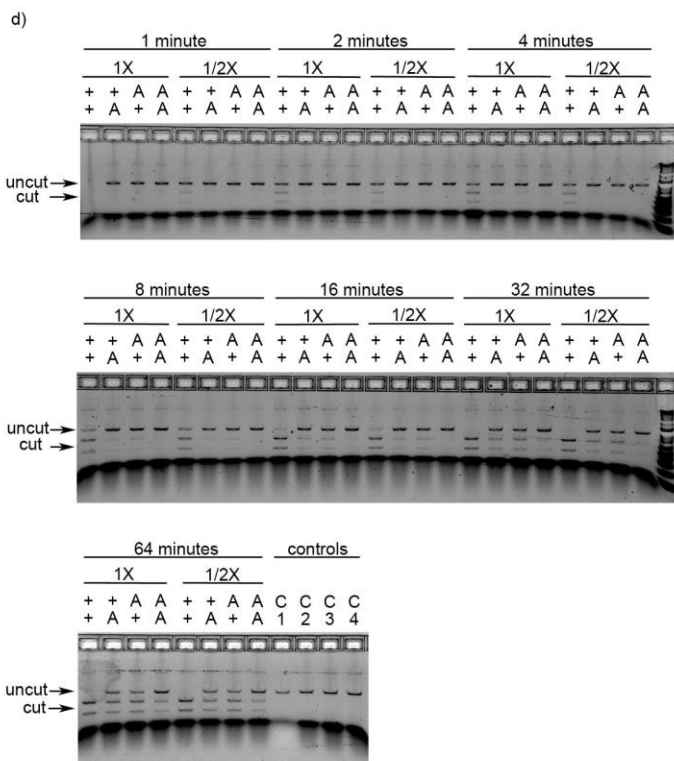 d)
1 minute 2 minutes 4 minutes
1X 1/2X 1X 1/2X 1X 1/2X
+ + A A + + A A + + A A + + A A + + A A + + A A
+ A + A + A + A + A + A + A + A + A + A + A + A
uncut
cut
8 minutes 16 minutes 32 minutes
1X 1/2X 1X 1/2X 1X 1/2X
+ + A A + + A A + + A A + + A A + + A A + + A A
+ A + A + A + A + A + A + A + A + A + A + A + A
uncut
cut
64 minutes controls
1X 1/2X
+ + A A + + A A C C C C
+ A + A + A + A 1 2 3 4
uncut
cut